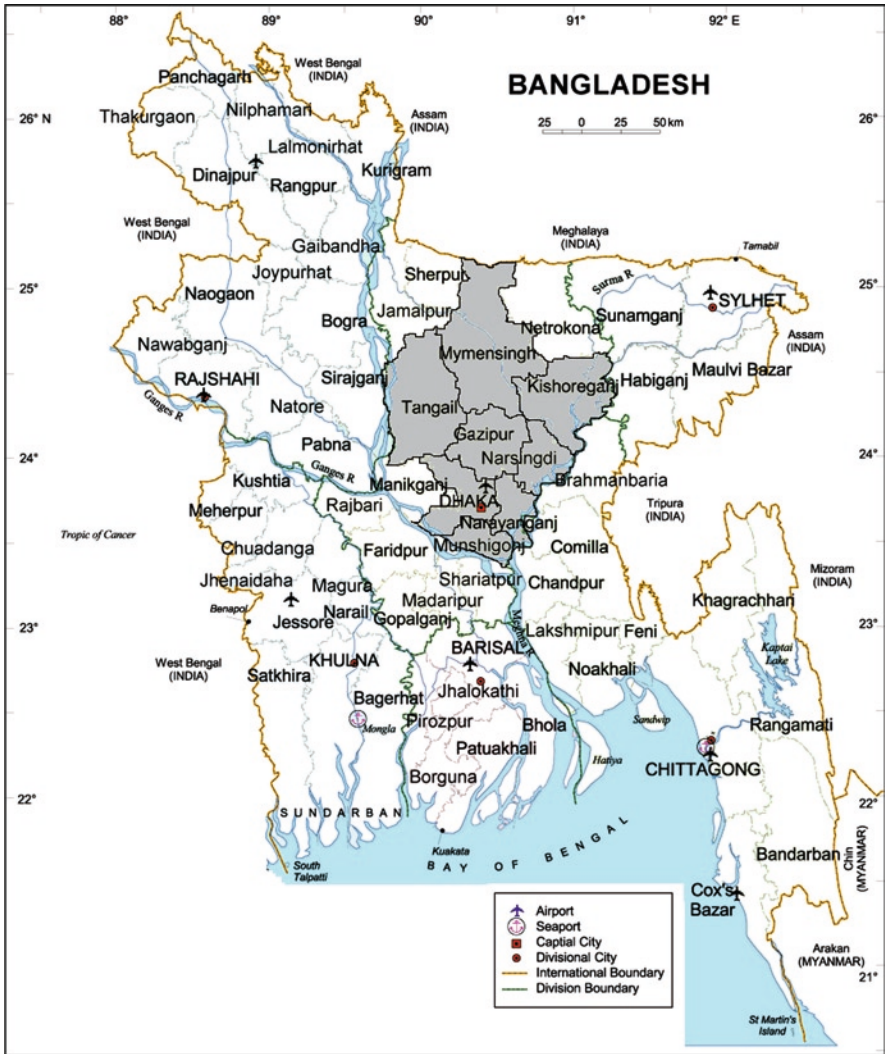 88°
89°
90°
91°
92° E
BANGLADESH
25
0
25
50 km
West Bengal
(INDIA)
Panchagarh
Thakurgaon
Nilphamari
Assam
(INDIA)
26° N
26°
Lalmonirhat
Kurigram
Dinajpur
Rangpur
West Bengal
(INDIA)
Gaibandha
Meghalaya
(INDIA)
Tamabil
25°
25°
Joypurhat
Sherpur
Naogaon
Surma R
SYLHET
Jamalpur
Sunamganj
Bogra
Netrokona
Assam
(INDIA)
Nawabganj
Mymensingh
Maulvi Bazar
RAJSHAHI
Sirajganj
Kishoreganj
Habiganj
Ganges R
Natore
Tangail
Gazipur
24°
24°
Pabna
Narsingdi
Ganges R
Kushtia
Manikganj
Brahmanbaria
DHAKA
Meherpur
Rajbari
Tripura
(INDIA)
Tropic of Cancer
Narayanganj
Chuadanga
Faridpur
Munshigonj
Comilla
Mizoram
(INDIA)
Jhenaidaha
Magura
Shariatpur
Chandpur
Khagrachhari
Benapol
Narail
Madaripur
Jessore
Gopalganj
Meghna R
23°
23°
Lakshmipur
Feni
West Bengal
(INDIA)
KHULNA
BARISAL
Kaptai
Lake
Satkhira
Noakhali
Bagerhat
Jhalokathi
Mongla
Pirozpur
Bhola
Sandwip
Rangamati
Patuakhali
Hatiya
CHITTAGONG
Borguna
22°
22°
SUNDARBAN
Kuakata
BAY OF BENGAL
South
Talpatti
Bandarban
Chin
(MYANMAR)
Cox's
Bazar
Airport
Seaport
Captial City
Divisional City
International Boundary
Division Boundary
Arakan
(MYANMAR)
21°
St Martin's
Island
88°
89°
90°
91°
92°